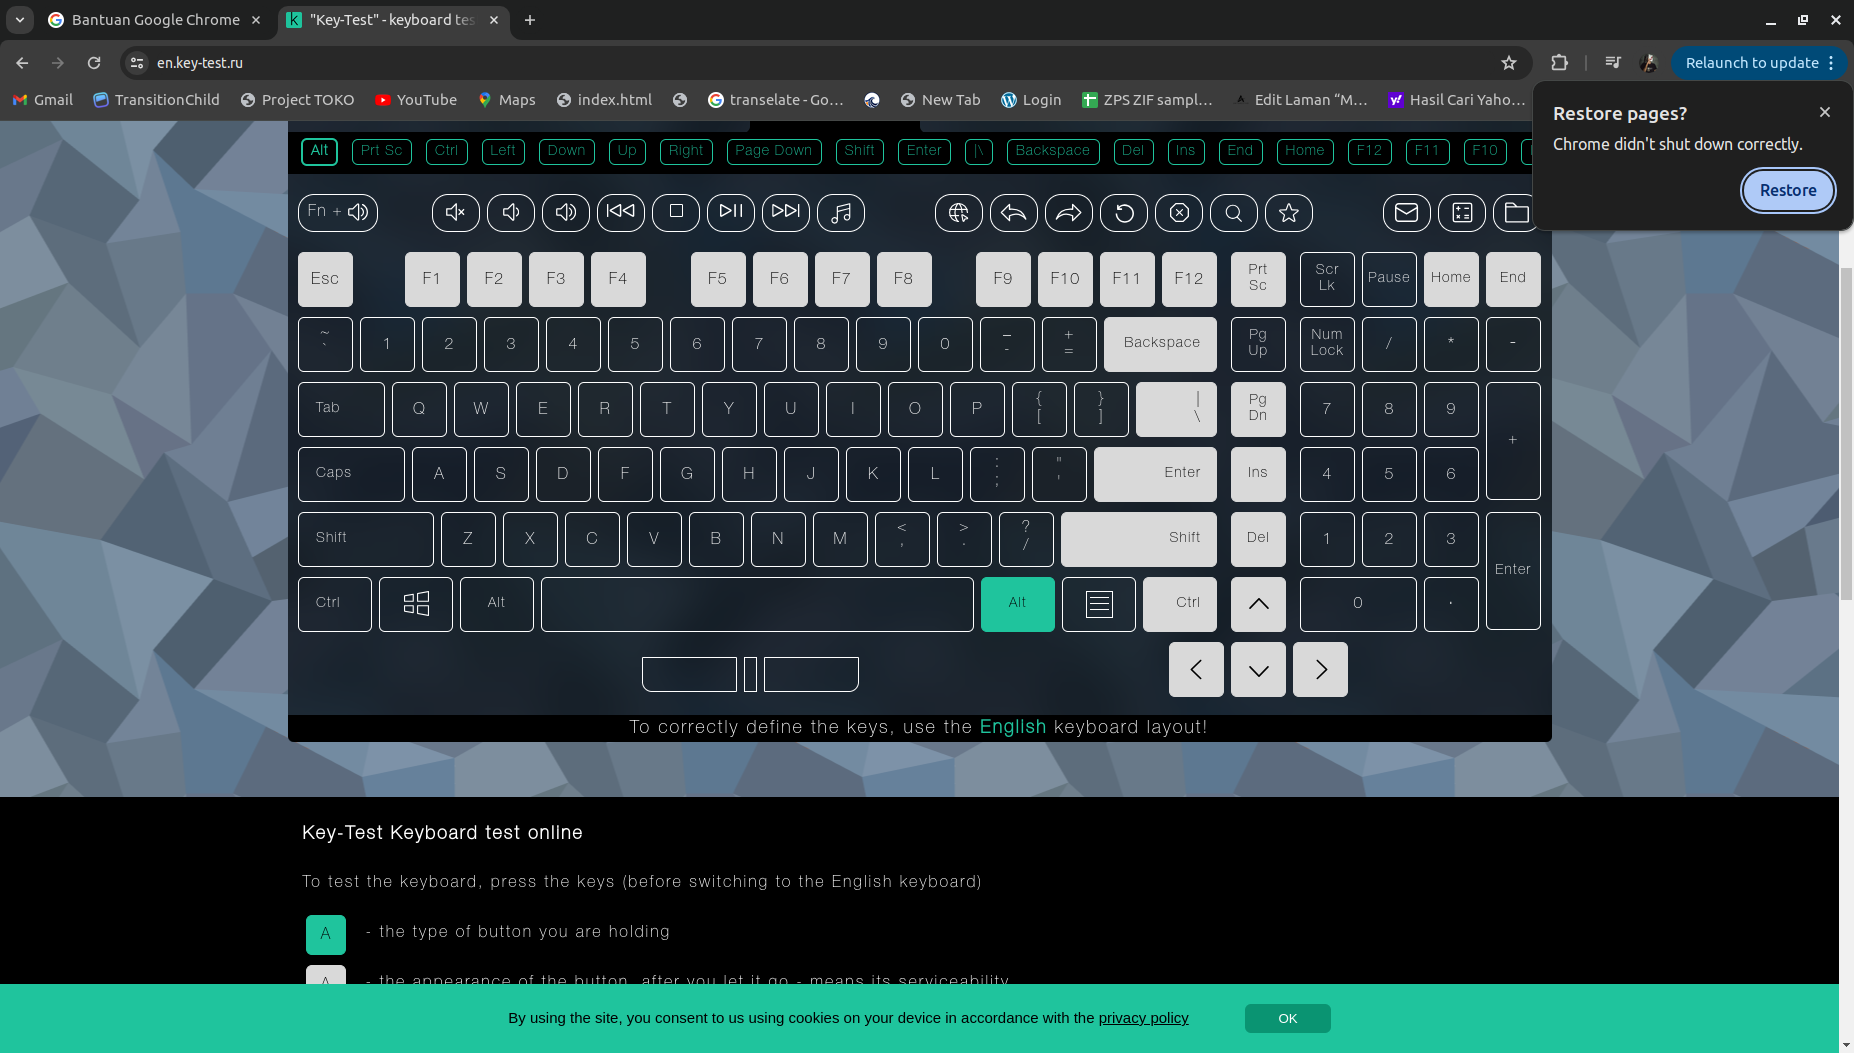 Bantuan Google Chrome
"Key-Test" - keyboard tes
en.key-test.ru
Relaunch to update
Gmail
TransitionChild
Project TOKO
YouTube
Maps
index.html
transelate - Go...
New Tab
Login
ZPS ZIF sampl...
Edit Laman “M...
Hasil Cari Yaho...
Restore pages?
Chrome didn't shut down correctly.
Restore
Alt Prt Sc Ctrl Left Down Up Right Page Down Shift Enter |\ Backspace Del Ins End Home F12 F11 F10
Fn +
Esc F1 F2 F3 F4 F5 F6 F7 F8 F9 F10 F11 F12 Prt Sc Scr Lk Pause Home End
~ ` 1 2 3 4 5 6 7 8 9 0 _ - + = Backspace Pg Up Num Lock / * -
Tab Q W E R T Y U I O P { [ } ] | \ Pg Dn 7 8 9 +
Caps A S D F G H J K L : ; " ' Enter Ins 4 5 6
Shift Z X C V B N M < , > . ? / Shift Del 1 2 3 Enter
Ctrl Alt Alt Ctrl 0 .
To correctly define the keys, use the English keyboard layout!
Key-Test Keyboard test online
To test the keyboard, press the keys (before switching to the English keyboard)
A - the type of button you are holding
A - the appearance of the button, after you let it go - means its serviceability
By using the site, you consent to us using cookies on your device in accordance with the privacy policy
OK